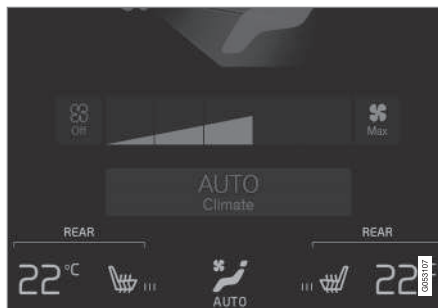 Off
Max
AUTO
Climate
REAR REAR
22°C 22°
AUTO
G053107